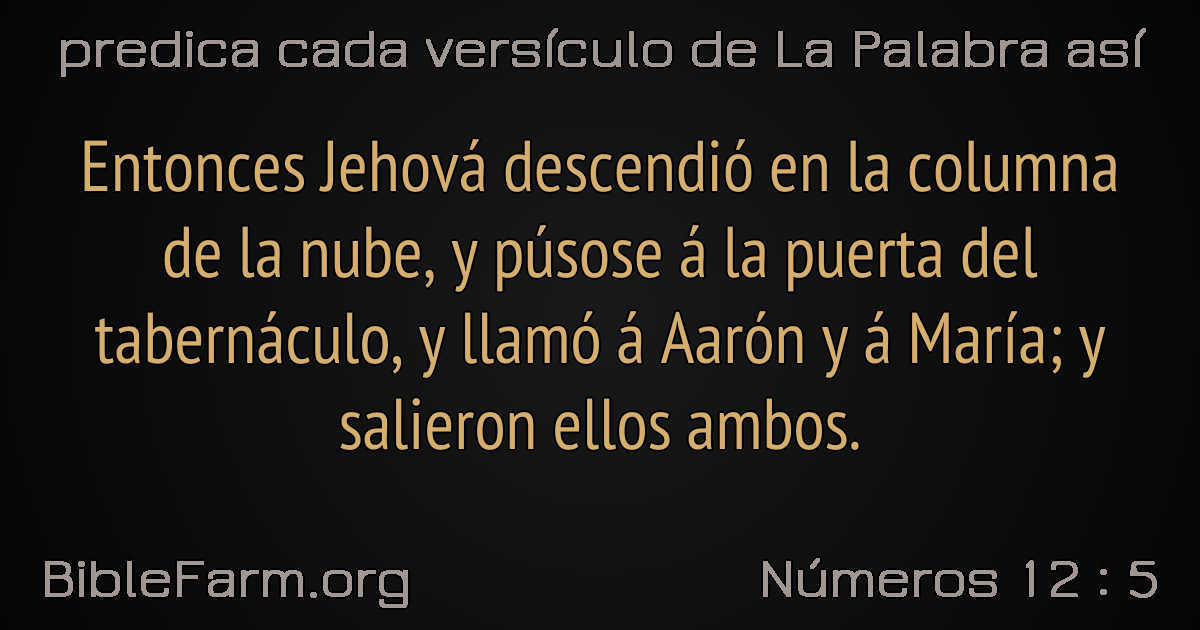 predica cada versículo de La Palabra así
Entonces Jehová descendió en la columna
de la nube, y púsose á la puerta del
tabernáculo, y llamó á Aarón y á María; y
salieron ellos ambos.
BibleFarm.org
Números 12 : 5